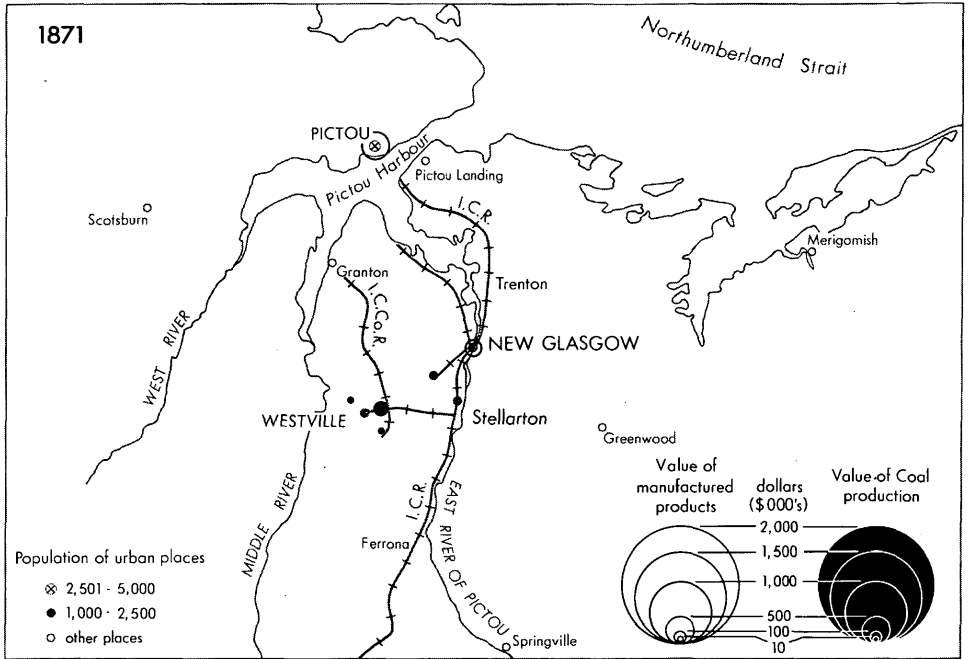 1871
Northumberland Strait
PICTOU
Pictou Harbour
Pictou Landing
I.C.R.
Scotsburn
Merigomish
Granton
I.C.Co.R.
Trenton
WEST RIVER
NEW GLASGOW
WESTVILLE
Stellarton
Greenwood
MIDDLE RIVER
I.C.R.
EAST RIVER OF PICTOU
Ferrona
Springville
Population of urban places
2,501 - 5,000
1,000 - 2,500
other places
Value of
manufactured
products
dollars
($000's)
Value of Coal
production
2,000
1,500
1,000
500
100
10